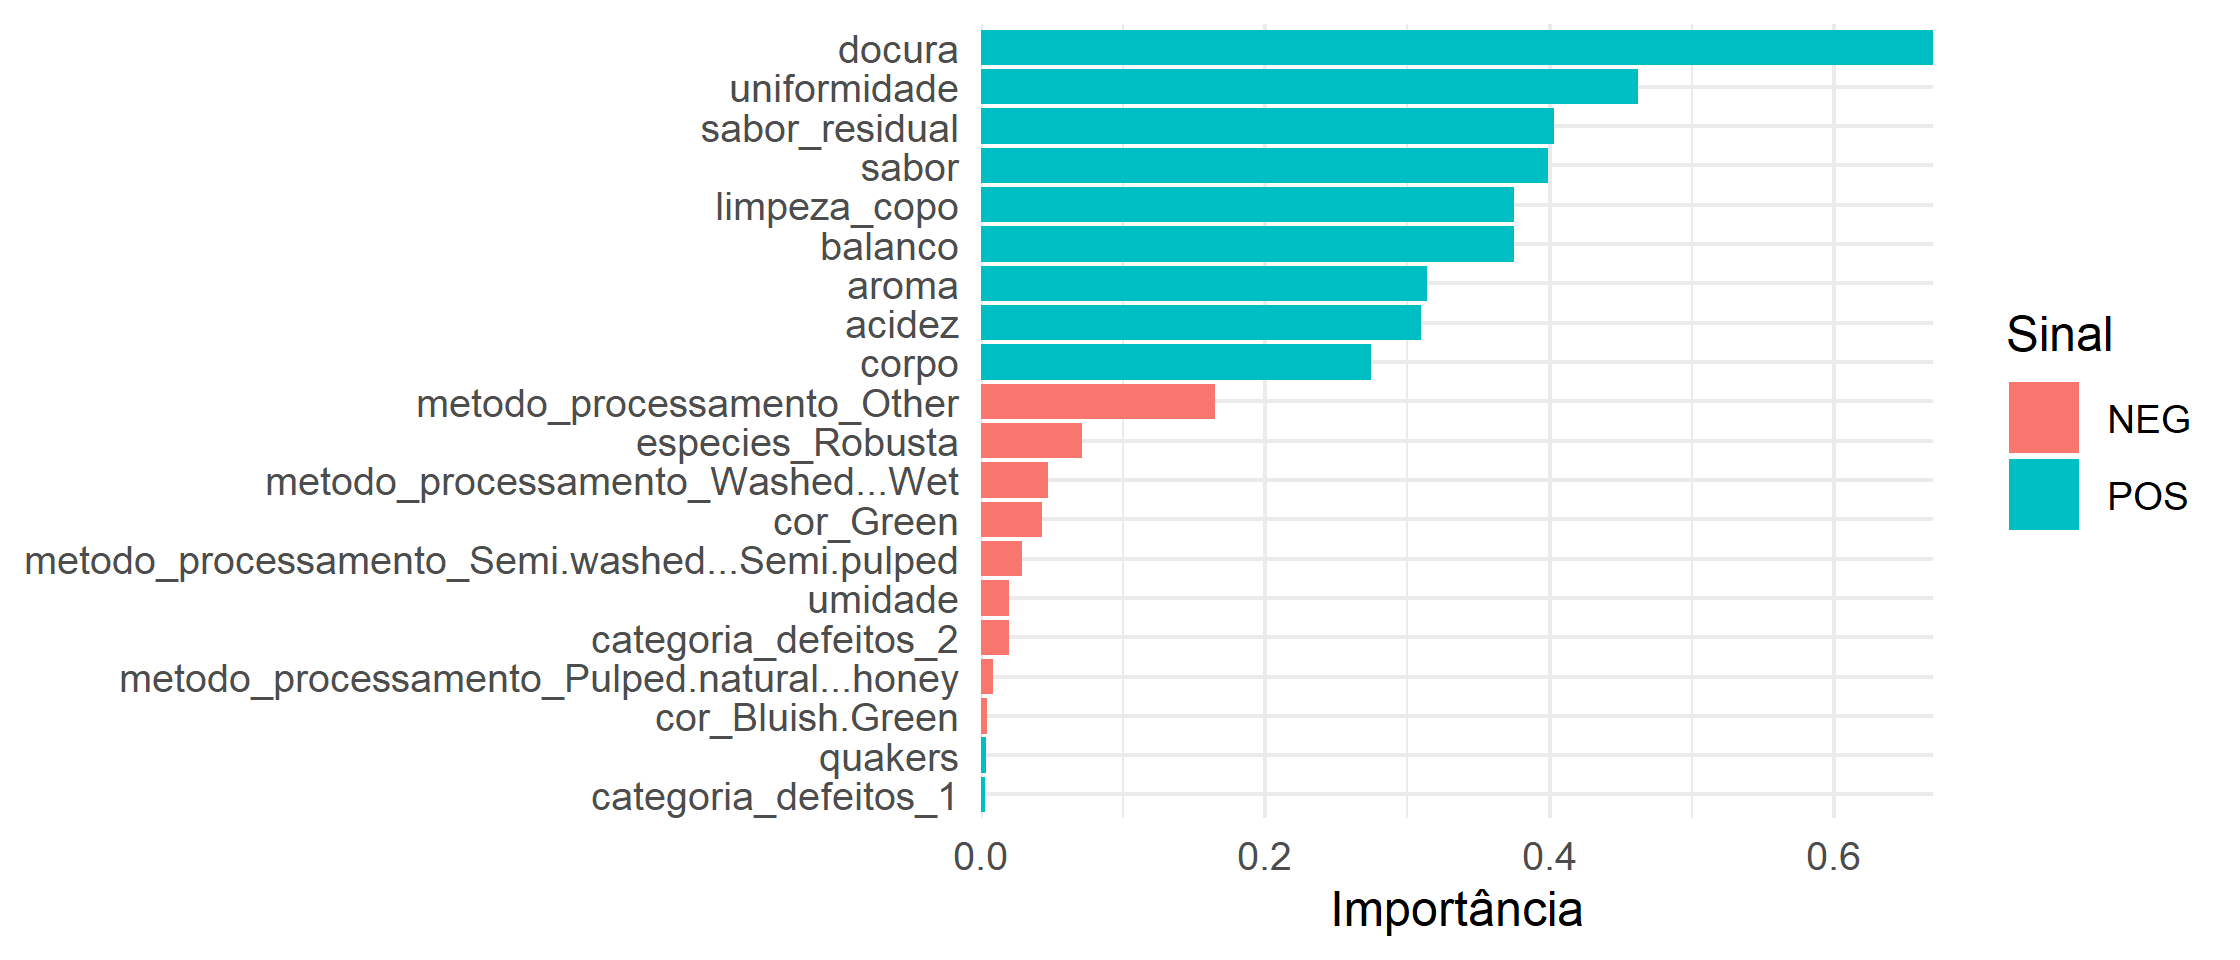 docura
uniformidade
sabor_residual
sabor
limpeza_copo
balanco
aroma
acidez
corpo
metodo_processamento_Other
especies_Robusta
metodo_processamento_Washed...Wet
cor_Green
metodo_processamento_Semi.washed...Semi.pulped
umidade
categoria_defeitos_2
metodo_processamento_Pulped.natural...honey
cor_Bluish.Green
quakers
categoria_defeitos_1
0.0 0.2 0.4 0.6
Importância
Sinal
NEG
POS